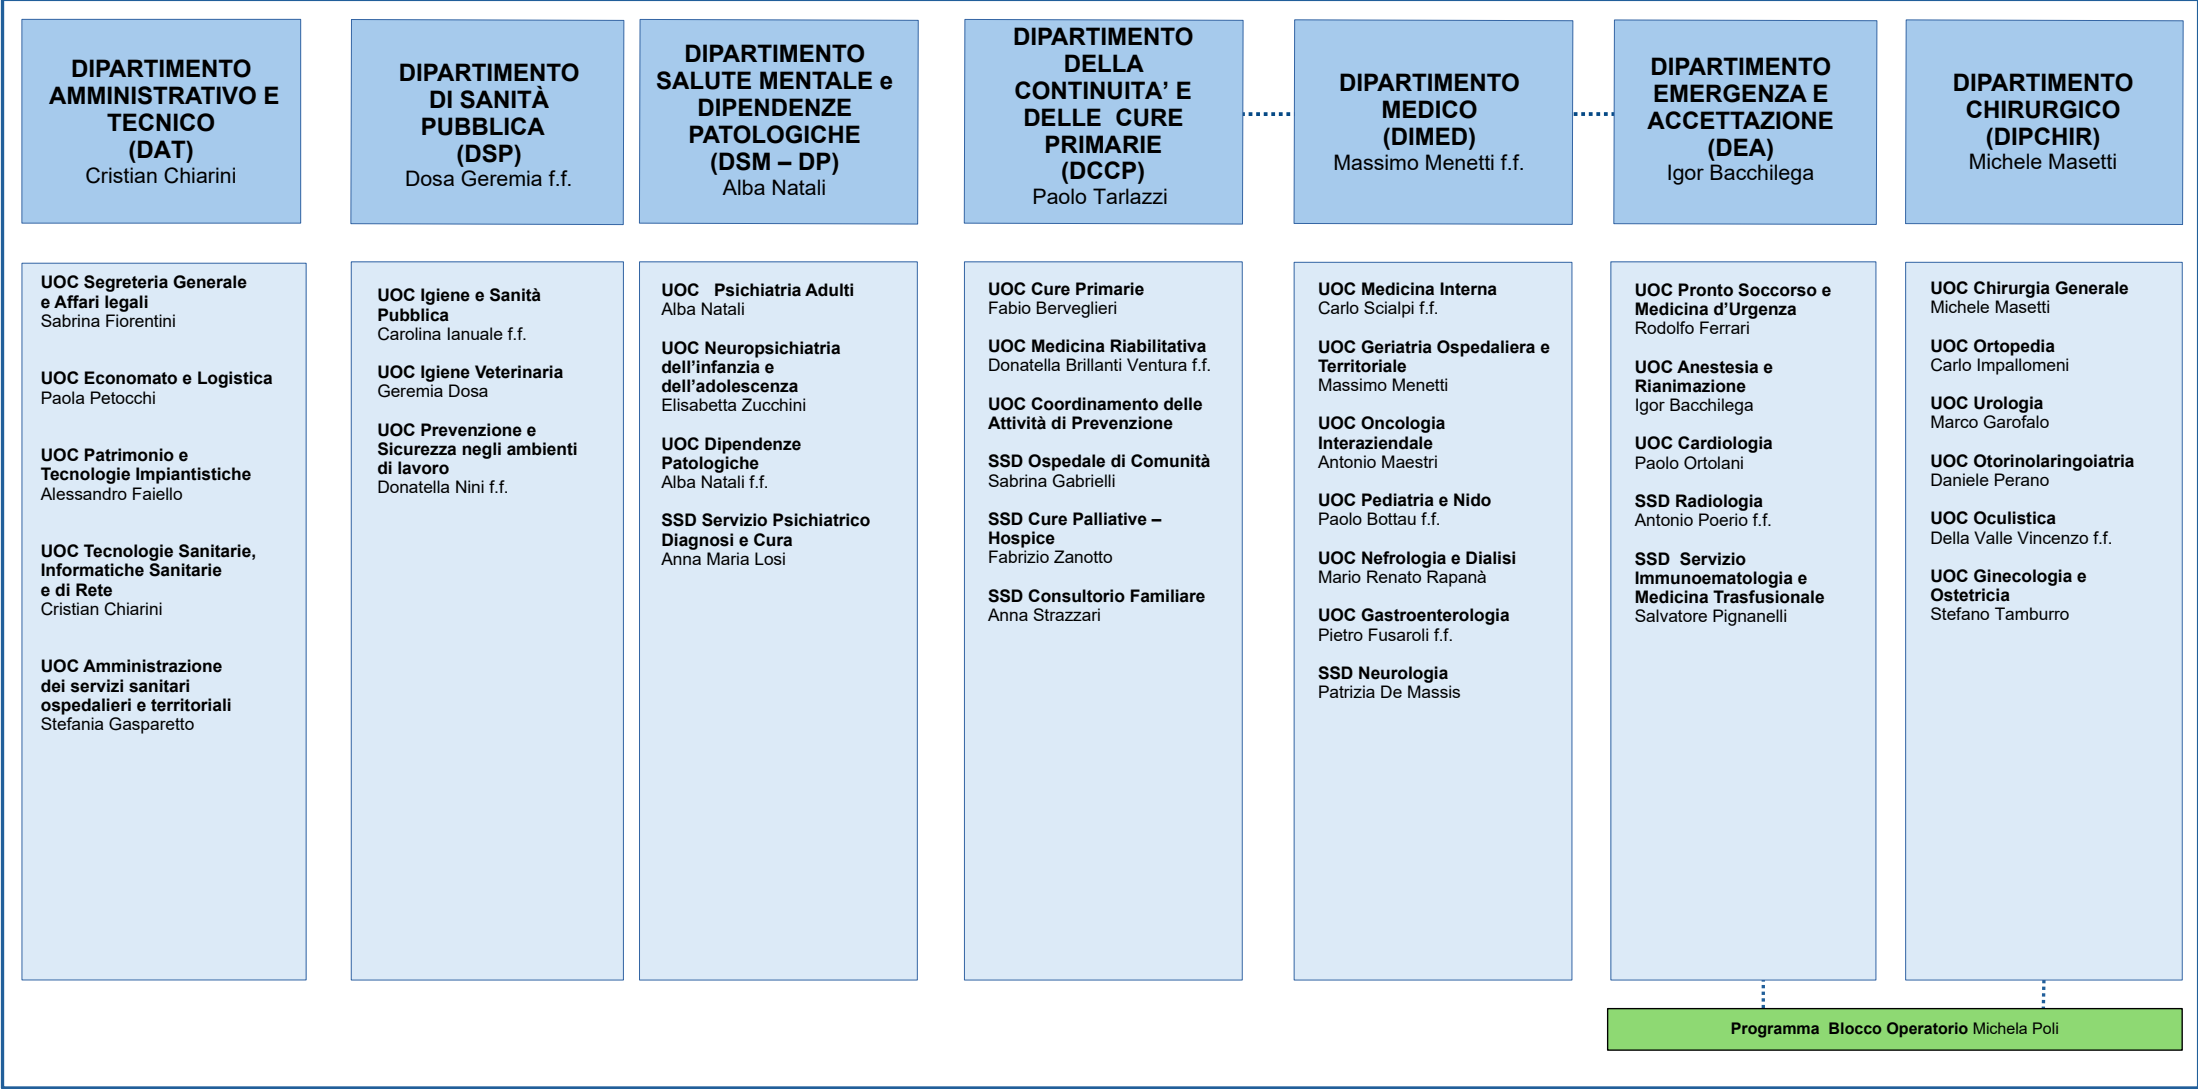 DIPARTIMENTO
AMMINISTRATIVO E
TECNICO
(DAT)
Cristian Chiarini
DIPARTIMENTO
DI SANITÀ
PUBBLICA
(DSP)
Dosa Geremia f.f.
DIPARTIMENTO
SALUTE MENTALE e
DIPENDENZE
PATOLOGICHE
(DSM – DP)
Alba Natali
DIPARTIMENTO
DELLA
CONTINUITA’ E
DELLE CURE
PRIMARIE
(DCCP)
Paolo Tarlazzi
DIPARTIMENTO
MEDICO
(DIMED)
Massimo Menetti f.f.
DIPARTIMENTO
EMERGENZA E
ACCETTAZIONE
(DEA)
Igor Bacchilega
DIPARTIMENTO
CHIRURGICO
(DIPCHIR)
Michele Masetti
UOC Segreteria Generale
e Affari legali
Sabrina Fiorentini
UOC Economato e Logistica
Paola Petocchi
UOC Patrimonio e
Tecnologie Impiantistiche
Alessandro Faiello
UOC Tecnologie Sanitarie,
Informatiche Sanitarie
e di Rete
Cristian Chiarini
UOC Amministrazione
dei servizi sanitari
ospedalieri e territoriali
Stefania Gasparetto
UOC Igiene e Sanità
Pubblica
Carolina Ianuale f.f.
UOC Igiene Veterinaria
Geremia Dosa
UOC Prevenzione e
Sicurezza negli ambienti
di lavoro
Donatella Nini f.f.
UOC Psichiatria Adulti
Alba Natali
UOC Neuropsichiatria
dell’infanzia e
dell’adolescenza
Elisabetta Zucchini
UOC Dipendenze
Patologiche
Alba Natali f.f.
SSD Servizio Psichiatrico
Diagnosi e Cura
Anna Maria Losi
UOC Cure Primarie
Fabio Berveglieri
UOC Medicina Riabilitativa
Donatella Brillanti Ventura f.f.
UOC Coordinamento delle
Attività di Prevenzione
SSD Ospedale di Comunità
Sabrina Gabrielli
SSD Cure Palliative –
Hospice
Fabrizio Zanotto
SSD Consultorio Familiare
Anna Strazzari
UOC Medicina Interna
Carlo Scialpi f.f.
UOC Geriatria Ospedaliera e
Territoriale
Massimo Menetti
UOC Oncologia
Interaziendale
Antonio Maestri
UOC Pediatria e Nido
Paolo Bottau f.f.
UOC Nefrologia e Dialisi
Mario Renato Rapanà
UOC Gastroenterologia
Pietro Fusaroli f.f.
SSD Neurologia
Patrizia De Massis
UOC Pronto Soccorso e
Medicina d’Urgenza
Rodolfo Ferrari
UOC Anestesia e
Rianimazione
Igor Bacchilega
UOC Cardiologia
Paolo Ortolani
SSD Radiologia
Antonio Poerio f.f.
SSD Servizio
Immunoematologia e
Medicina Trasfusionale
Salvatore Pignanelli
UOC Chirurgia Generale
Michele Masetti
UOC Ortopedia
Carlo Impallomeni
UOC Urologia
Marco Garofalo
UOC Otorinolaringoiatria
Daniele Perano
UOC Oculistica
Della Valle Vincenzo f.f.
UOC Ginecologia e
Ostetricia
Stefano Tamburro
Programma Blocco Operatorio Michela Poli